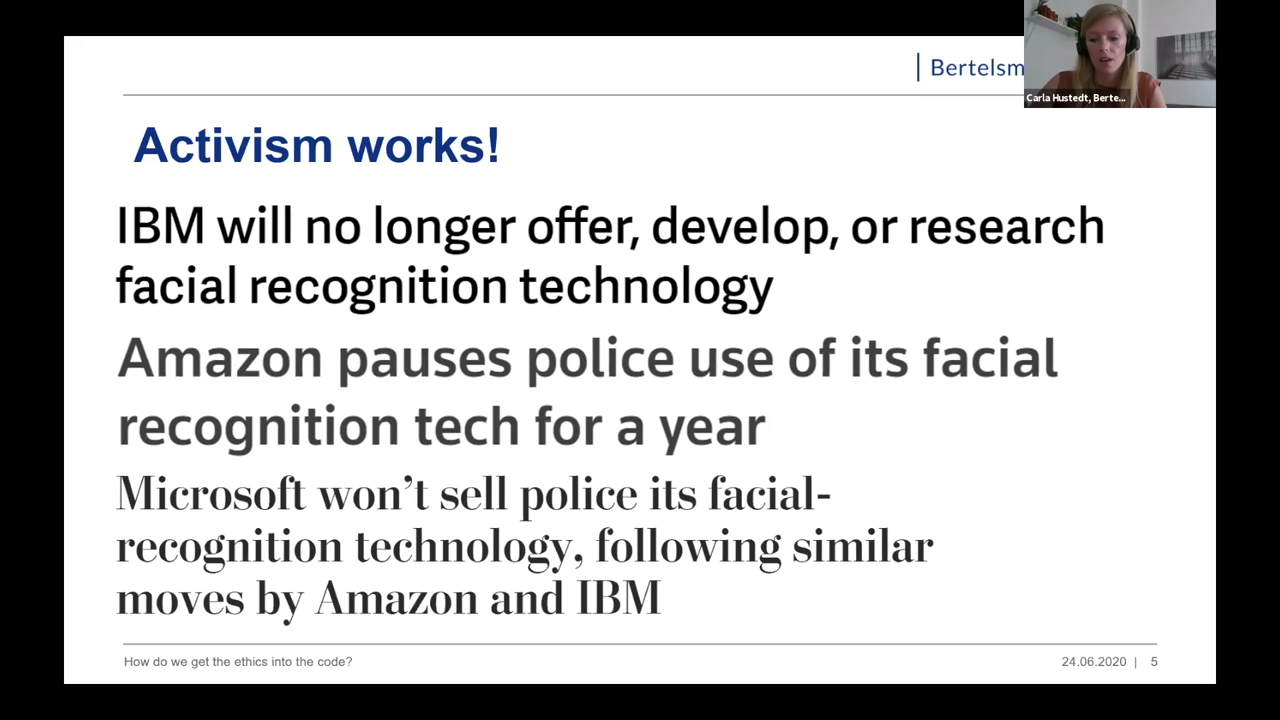 Bertelsm
Carla Hustedt, Berte...
Activism works!
IBM will no longer offer, develop, or research
facial recognition technology
Amazon pauses police use of its facial
recognition tech for a year
Microsoft won't sell police its facial-
recognition technology, following similar
moves by Amazon and IBM
How do we get the ethics into the code?
24.06.2020 | 5